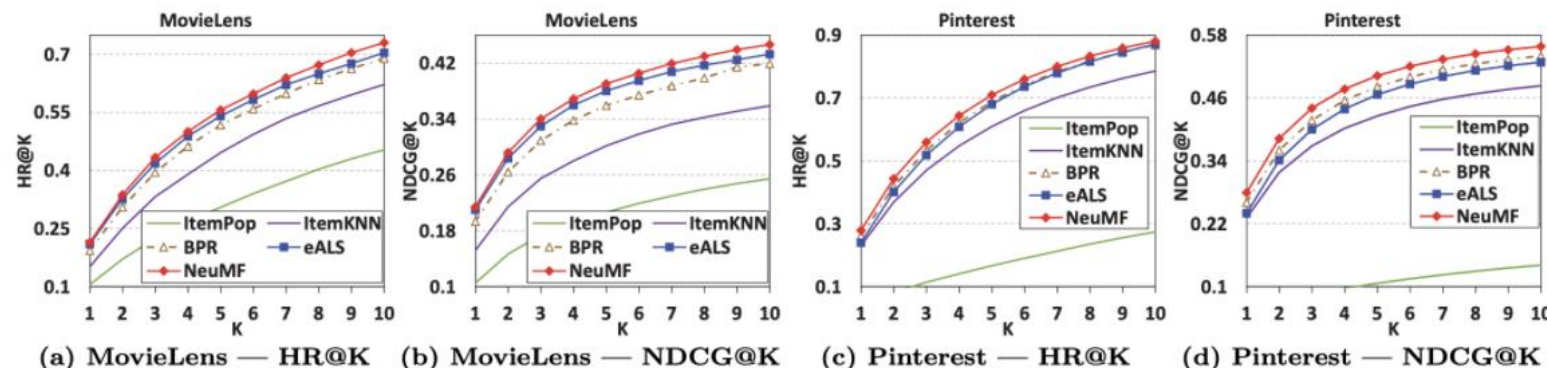 MovieLens
HR@K
0.7
0.55
0.4
0.25
0.1
ItemPop ItemKNN
BPR eALS
NeuMF
1 2 3 4 5 6 7 8 9 10
K
(a) MovieLens — HR@K
MovieLens
NDCG@K
0.42
0.34
0.26
0.18
0.1
ItemPop ItemKNN
BPR eALS
NeuMF
1 2 3 4 5 6 7 8 9 10
K
(b) MovieLens — NDCG@K
Pinterest
HR@K
0.9
0.7
0.5
0.3
0.1
ItemPop
ItemKNN
BPR
eALS
NeuMF
1 2 3 4 5 6 7 8 9 10
K
(c) Pinterest — HR@K
Pinterest
NDCG@K
0.58
0.46
0.34
0.22
0.1
ItemPop
ItemKNN
BPR
eALS
NeuMF
1 2 3 4 5 6 7 8 9 10
K
(d) Pinterest — NDCG@K